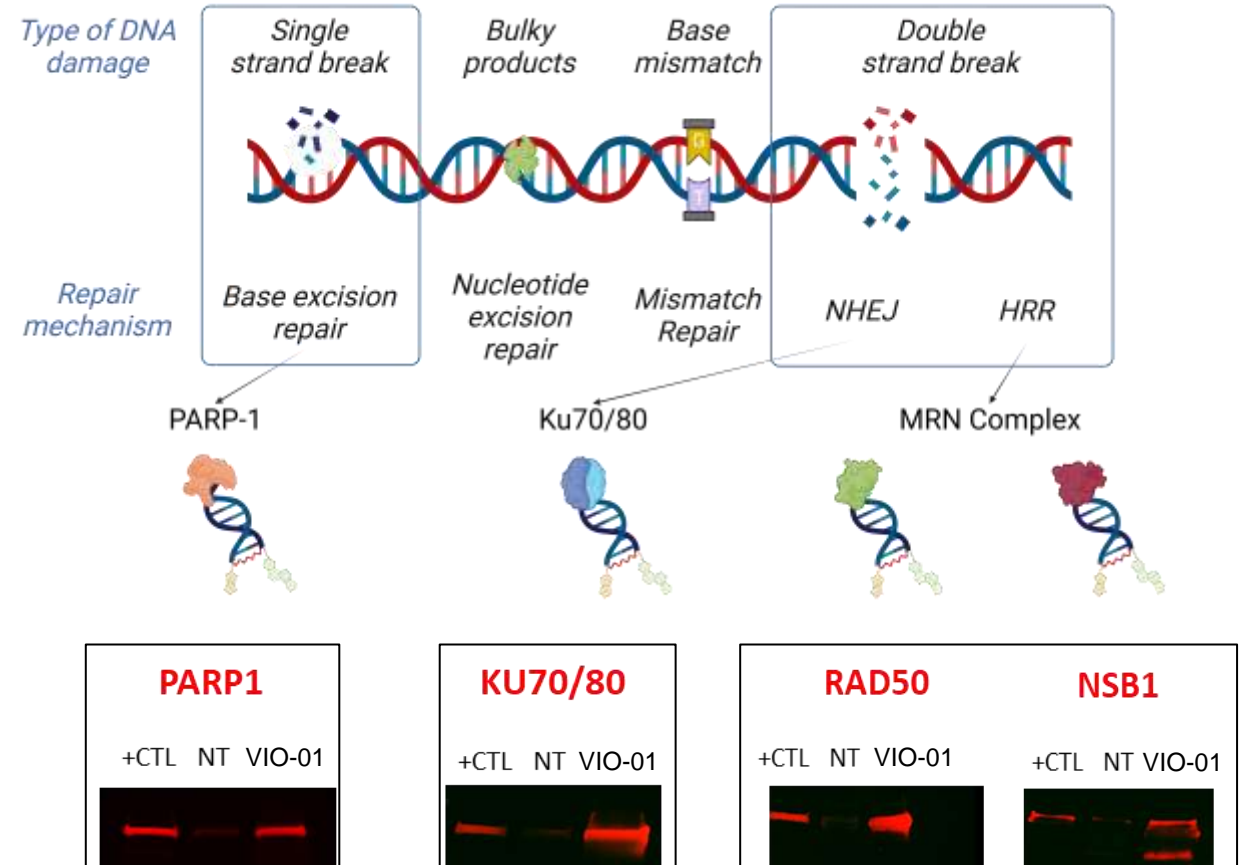 Type of DNA
damage
Single
strand break
Bulky
products
Base
mismatch
Double
strand break
G
T
Repair
mechanism
Base excision
repair
Nucleotide
excision
repair
Mismatch
Repair
NHEJ
HRR
PARP-1
Ku70/80
MRN Complex
PARP1
+CTL NT VIO-01
KU70/80
+CTL NT VIO-01
RAD50
+CTL NT VIO-01
NSB1
+CTL NT VIO-01